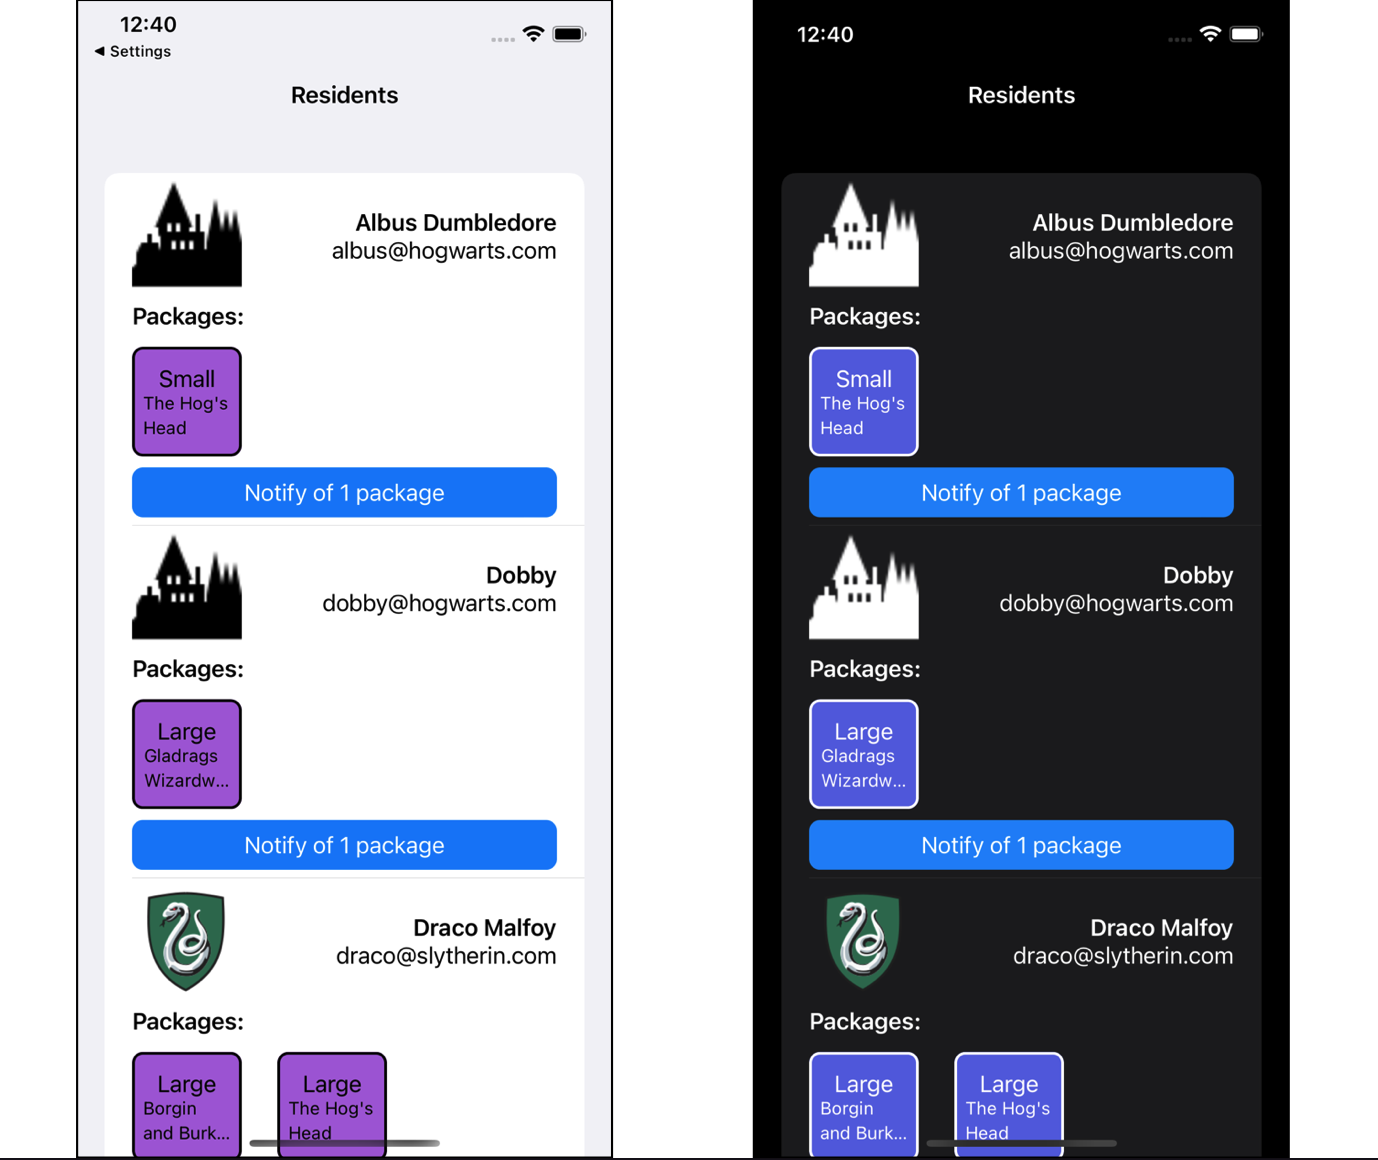 12:40
◀ Settings
Residents
Albus Dumbledore
albus@hogwarts.com
Packages:
Small
The Hog's
Head
Notify of 1 package
Dobby
dobby@hogwarts.com
Packages:
Large
Gladrags
Wizardw...
Notify of 1 package
Draco Malfoy
draco@slytherin.com
Packages:
Large
Borgin
and Burk...
Large
The Hog's
Head
12:40
Residents
Albus Dumbledore
albus@hogwarts.com
Packages:
Small
The Hog's
Head
Notify of 1 package
Dobby
dobby@hogwarts.com
Packages:
Large
Gladrags
Wizardw...
Notify of 1 package
Draco Malfoy
draco@slytherin.com
Packages:
Large
Borgin
and Burk...
Large
The Hog's
Head